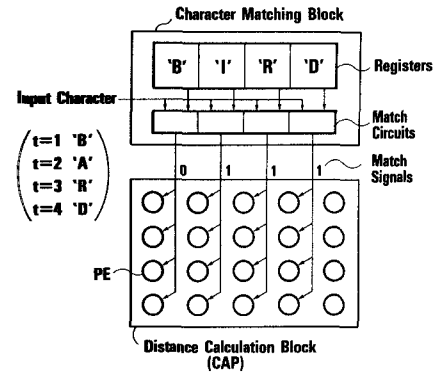 Character Matching Block
'B' 'I' 'R' 'D'
Registers
Input Character
Match
Circuits
t=1 'B'
t=2 'A'
t=3 'R'
t=4 'D'
0 1 1 1
Match
Signals
PE
Distance Calculation Block
(CAP)